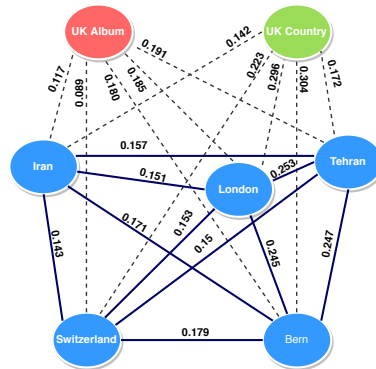 UK Album
UK Country
0.191
0.142
0.223
0.117
0.089
0.180
0.185
0.296
0.304
0.172
0.157
Iran
0.151
London
0.253
Tehran
0.143
0.171
0.153
0.15
0.245
0.247
Switzerland
0.179
Bern